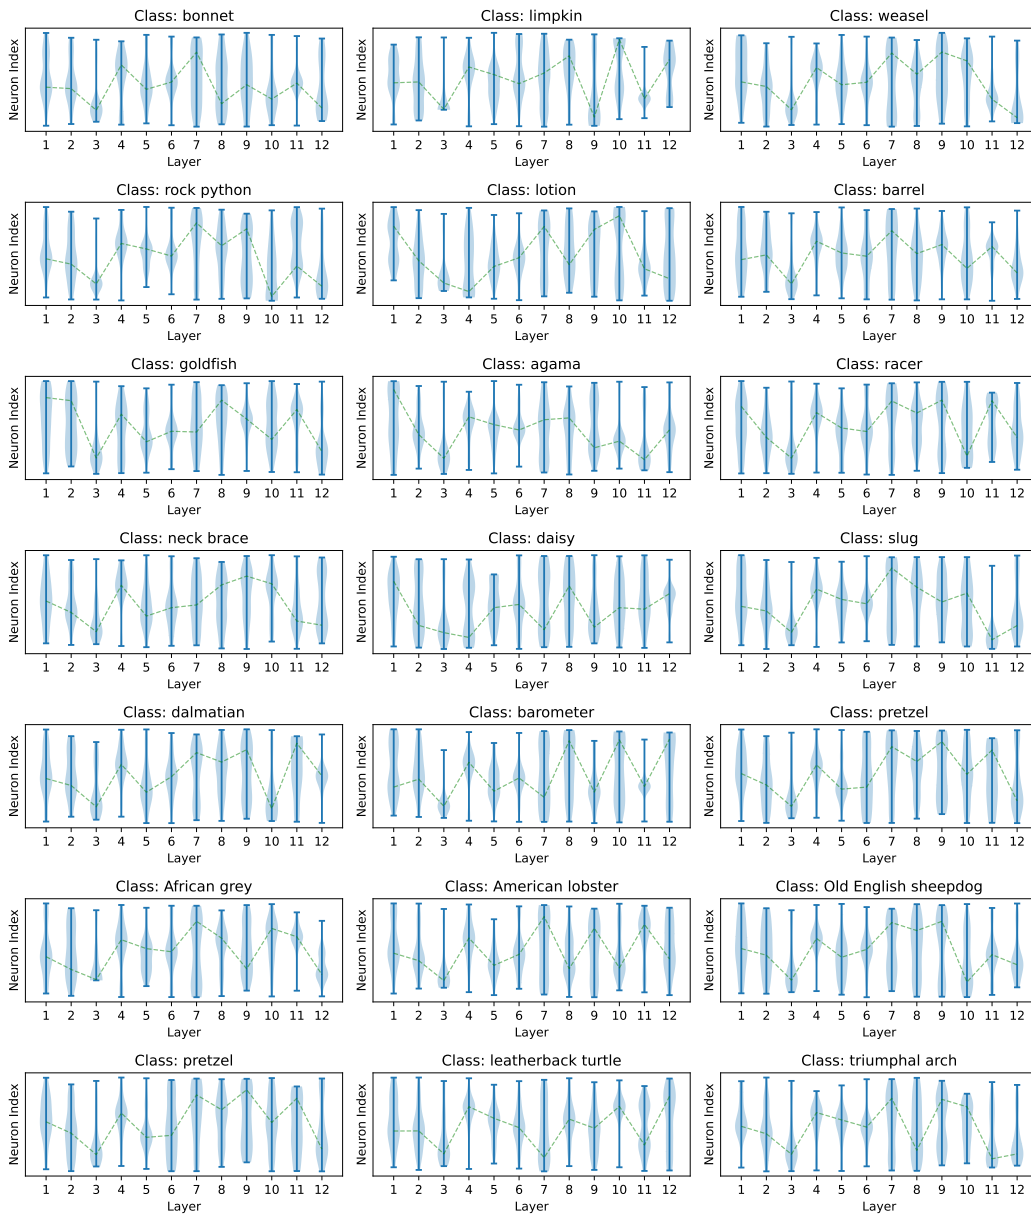 Class: bonnet
Neuron Index
1 2 3 4 5 6 7 8 9 10 11 12
Layer
Class: limpkin
Neuron Index
1 2 3 4 5 6 7 8 9 10 11 12
Layer
Class: weasel
Neuron Index
1 2 3 4 5 6 7 8 9 10 11 12
Layer
Class: rock python
Neuron Index
1 2 3 4 5 6 7 8 9 10 11 12
Layer
Class: lotion
Neuron Index
1 2 3 4 5 6 7 8 9 10 11 12
Layer
Class: barrel
Neuron Index
1 2 3 4 5 6 7 8 9 10 11 12
Layer
Class: goldfish
Neuron Index
1 2 3 4 5 6 7 8 9 10 11 12
Layer
Class: agama
Neuron Index
1 2 3 4 5 6 7 8 9 10 11 12
Layer
Class: racer
Neuron Index
1 2 3 4 5 6 7 8 9 10 11 12
Layer
Class: neck brace
Neuron Index
1 2 3 4 5 6 7 8 9 10 11 12
Layer
Class: daisy
Neuron Index
1 2 3 4 5 6 7 8 9 10 11 12
Layer
Class: slug
Neuron Index
1 2 3 4 5 6 7 8 9 10 11 12
Layer
Class: dalmatian
Neuron Index
1 2 3 4 5 6 7 8 9 10 11 12
Layer
Class: barometer
Neuron Index
1 2 3 4 5 6 7 8 9 10 11 12
Layer
Class: pretzel
Neuron Index
1 2 3 4 5 6 7 8 9 10 11 12
Layer
Class: African grey
Neuron Index
1 2 3 4 5 6 7 8 9 10 11 12
Layer
Class: American lobster
Neuron Index
1 2 3 4 5 6 7 8 9 10 11 12
Layer
Class: Old English sheepdog
Neuron Index
1 2 3 4 5 6 7 8 9 10 11 12
Layer
Class: pretzel
Neuron Index
1 2 3 4 5 6 7 8 9 10 11 12
Layer
Class: leatherback turtle
Neuron Index
1 2 3 4 5 6 7 8 9 10 11 12
Layer
Class: triumphal arch
Neuron Index
1 2 3 4 5 6 7 8 9 10 11 12
Layer